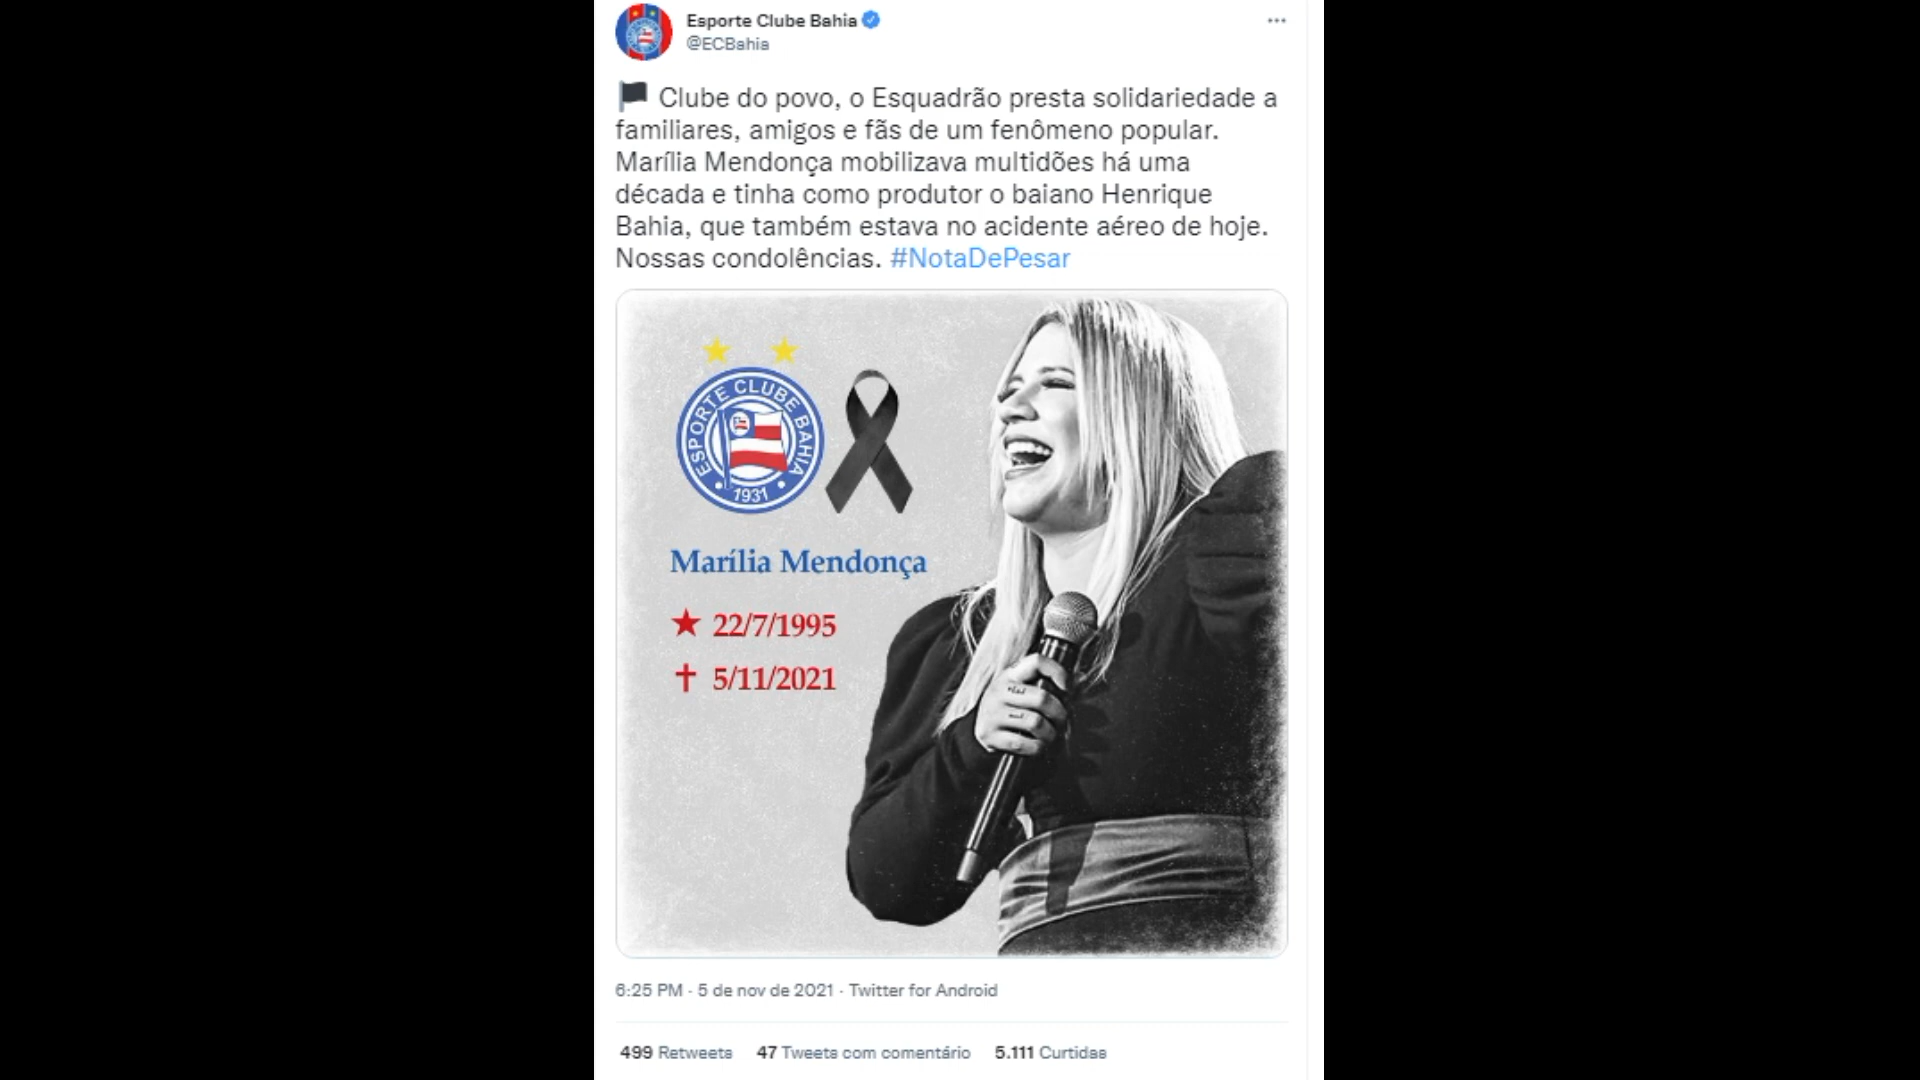 Esporte Clube Bahia
@ECBahia
Clube do povo, o Esquadrão presta solidariedade a
familiares, amigos e fãs de um fenômeno popular.
Marília Mendonça mobilizava multidões há uma
década e tinha como produtor o baiano Henrique
Bahia, que também estava no acidente aéreo de hoje.
Nossas condolências. #NotaDePesar
ESPORTE CLUBE BAHIA
1931
Marília Mendonça
★ 22/7/1995
✝ 5/11/2021
6:25 PM · 5 de nov de 2021 · Twitter for Android
499 Retweets 47 Tweets com comentário 5.111 Curtidas